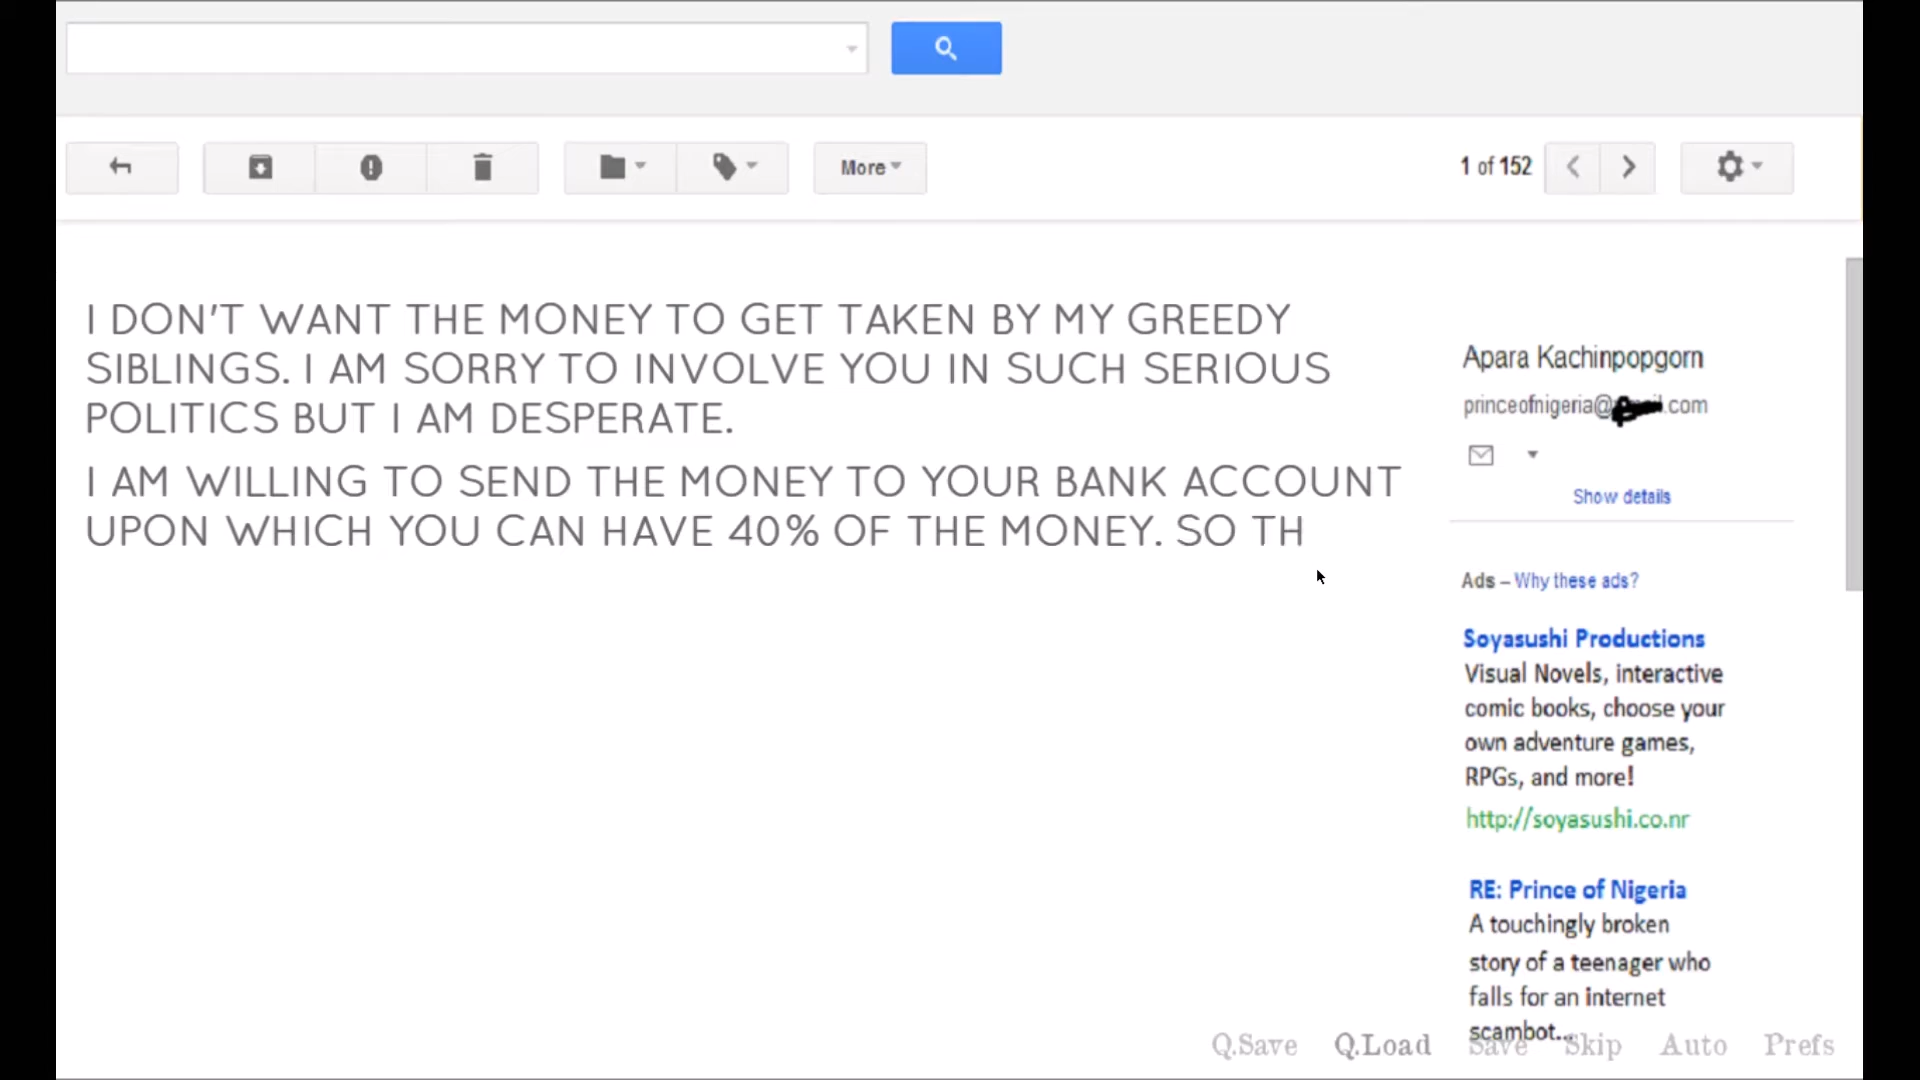 More
1 of 152
I DON'T WANT THE MONEY TO GET TAKEN BY MY GREEDY
SIBLINGS. I AM SORRY TO INVOLVE YOU IN SUCH SERIOUS
POLITICS BUT I AM DESPERATE.
I AM WILLING TO SEND THE MONEY TO YOUR BANK ACCOUNT
UPON WHICH YOU CAN HAVE 40% OF THE MONEY. SO TH
Apara Kachinpopgorn
princeofnigeria@ .com
Show details
Ads – Why these ads?
Soyasushi Productions
Visual Novels, interactive
comic books, choose your
own adventure games,
RPGs, and more!
http://soyasushi.co.nr
RE: Prince of Nigeria
A touchingly broken
story of a teenager who
falls for an internet
scambot...
Q.Save Q.Load Save Skip Auto Prefs